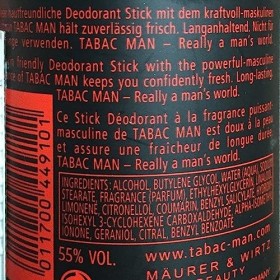 hautfreundliche Deodorant Stick mit dem kraftvoll-maskulinen
TABAC MAN hält zuverlässig frisch. Langanhaltend. Nicht
verwenden. TABAC MAN – Really a man's world.
friendly Deodorant Stick with the powerful-masculine
of TABAC MAN keeps you confidently fresh. Long-lasting
TABAC MAN – Really a man's world.
Ce Stick Déodorant à la fragrance puissant
masculine de TABAC MAN est doux à la peau
et assure une fraîcheur de longue duré
TABAC MAN – Really a man's world.
INGREDIENTS: ALCOHOL, BUTYLENE GLYCOL, WATER (AQUA),
STEARATE, FRAGRANCE (PARFUM), ETHYLHEXYLGLYCERIN,
LIMONENE, CITRONELLOL, COUMARIN, BENZYL SALICYLATE,
ISOHEXYL 3-CYCLOHEXENE CARBOXALDEHYDE, ALPHA-ISOMETHYL
IONONE, GERANIOL, CITRAL, BENZYL BENZOATE
55% VOL.
www.tabac-man.com
MÄURER & WIRTZ
BEAUTY
011700 449101